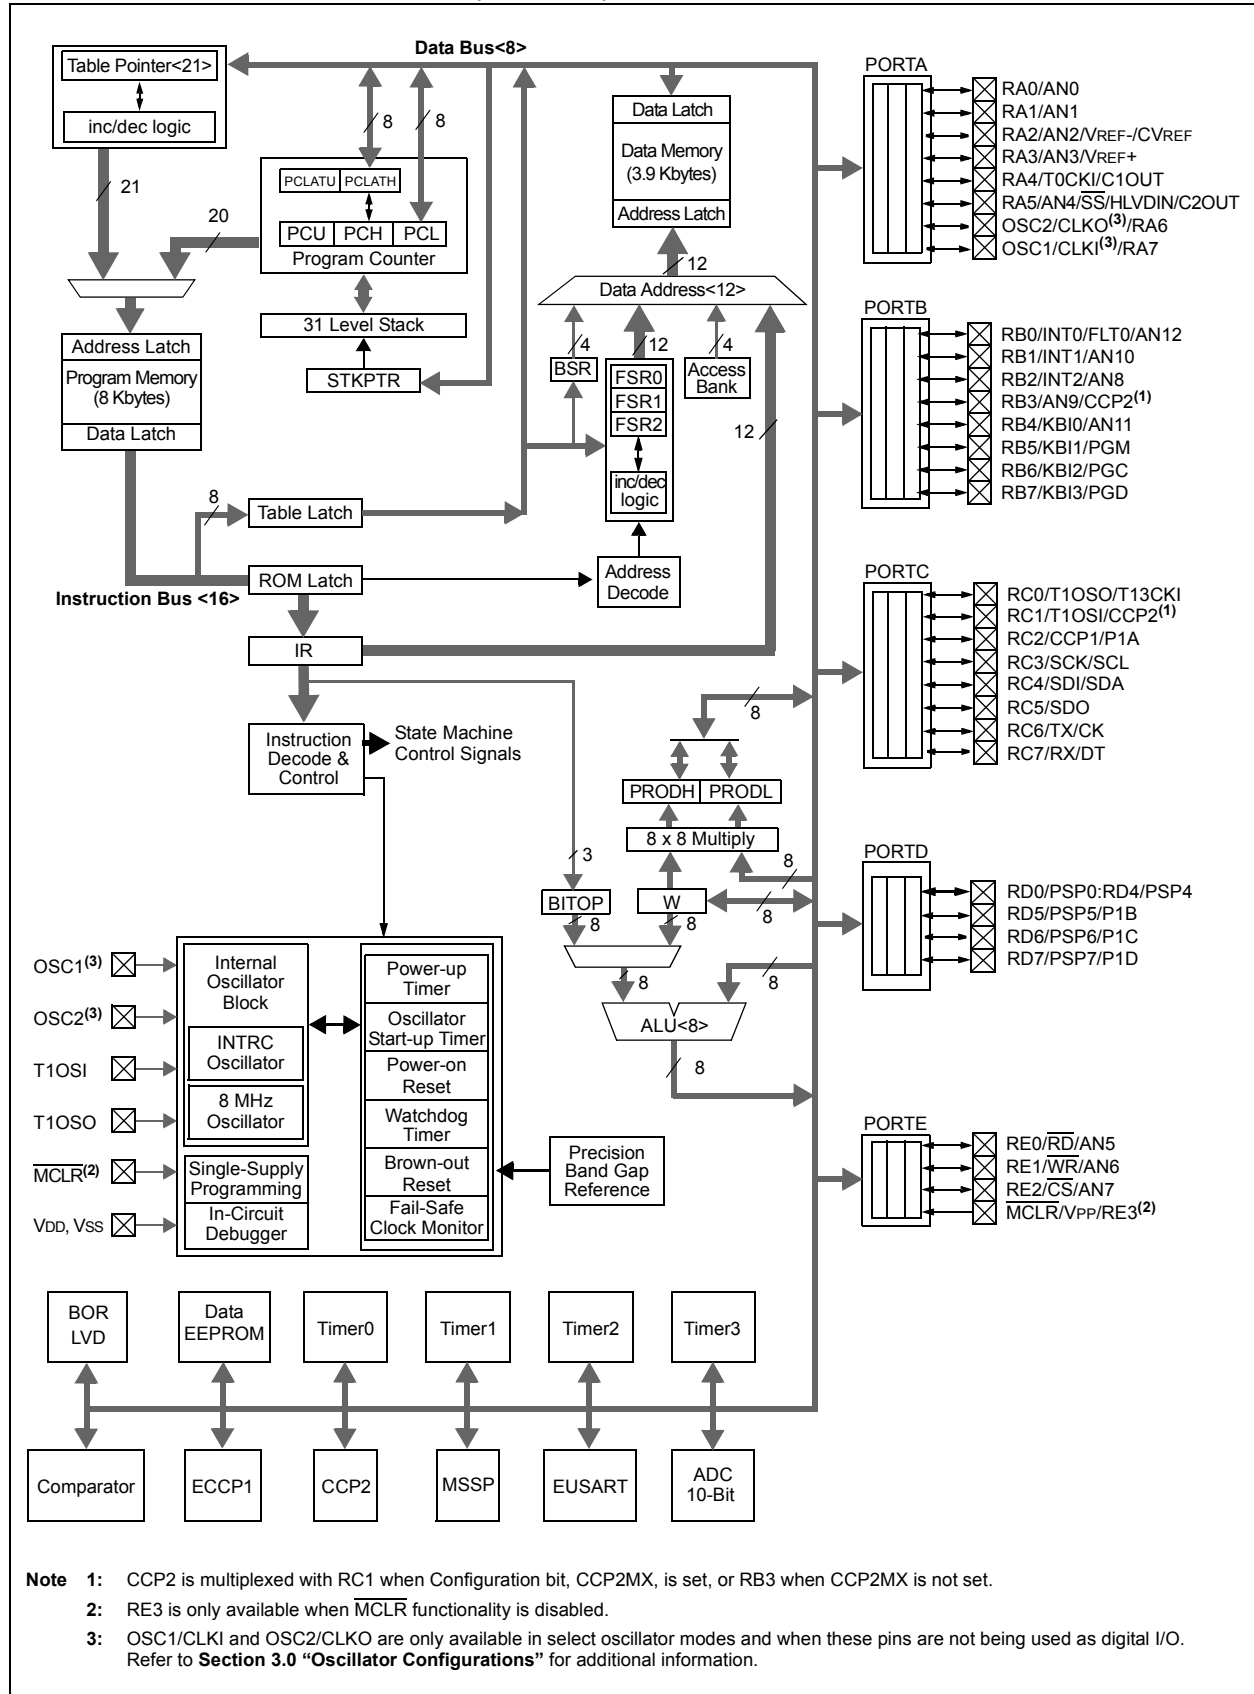 Data Bus<8>
Table Pointer<21>
inc/dec logic
21
20
8
8
PCLATU PCLATH
PCU PCH PCL
Program Counter
31 Level Stack
STKPTR
Address Latch
Program Memory
(8 Kbytes)
Data Latch
8
Table Latch
ROM Latch
Instruction Bus <16>
IR
Data Latch
Data Memory
(3.9 Kbytes)
Address Latch
12
Data Address<12>
4
12
4
BSR
FSR0
FSR1
FSR2
inc/dec
logic
Access
Bank
12
Address
Decode
Instruction
Decode &
Control
State Machine
Control Signals
8
PRODH PRODL
8 x 8 Multiply
3
8
BITOP
W
8
8
8
8
8
ALU<8>
8
OSC1(3)
OSC2(3)
T1OSI
T1OSO
MCLR(2)
VDD, VSS
Internal
Oscillator
Block
INTRC
Oscillator
8 MHz
Oscillator
Single-Supply
Programming
In-Circuit
Debugger
Power-up
Timer
Oscillator
Start-up Timer
Power-on
Reset
Watchdog
Timer
Brown-out
Reset
Fail-Safe
Clock Monitor
Precision
Band Gap
Reference
PORTA
RA0/AN0
RA1/AN1
RA2/AN2/VREF-/CVREF
RA3/AN3/VREF+
RA4/T0CKI/C1OUT
RA5/AN4/SS/HLVDIN/C2OUT
OSC2/CLKO(3)/RA6
OSC1/CLKI(3)/RA7
PORTB
RB0/INT0/FLT0/AN12
RB1/INT1/AN10
RB2/INT2/AN8
RB3/AN9/CCP2(1)
RB4/KBI0/AN11
RB5/KBI1/PGM
RB6/KBI2/PGC
RB7/KBI3/PGD
PORTC
RC0/T1OSO/T13CKI
RC1/T1OSI/CCP2(1)
RC2/CCP1/P1A
RC3/SCK/SCL
RC4/SDI/SDA
RC5/SDO
RC6/TX/CK
RC7/RX/DT
PORTD
RD0/PSP0:RD4/PSP4
RD5/PSP5/P1B
RD6/PSP6/P1C
RD7/PSP7/P1D
PORTE
RE0/RD/AN5
RE1/WR/AN6
RE2/CS/AN7
MCLR/VPP/RE3(2)
BOR
LVD
Data
EEPROM
Timer0
Timer1
Timer2
Timer3
Comparator
ECCP1
CCP2
MSSP
EUSART
ADC
10-Bit
Note 1: CCP2 is multiplexed with RC1 when Configuration bit, CCP2MX, is set, or RB3 when CCP2MX is not set.
2: RE3 is only available when MCLR functionality is disabled.
3: OSC1/CLKI and OSC2/CLKO are only available in select oscillator modes and when these pins are not being used as digital I/O.
Refer to Section 3.0 “Oscillator Configurations” for additional information.